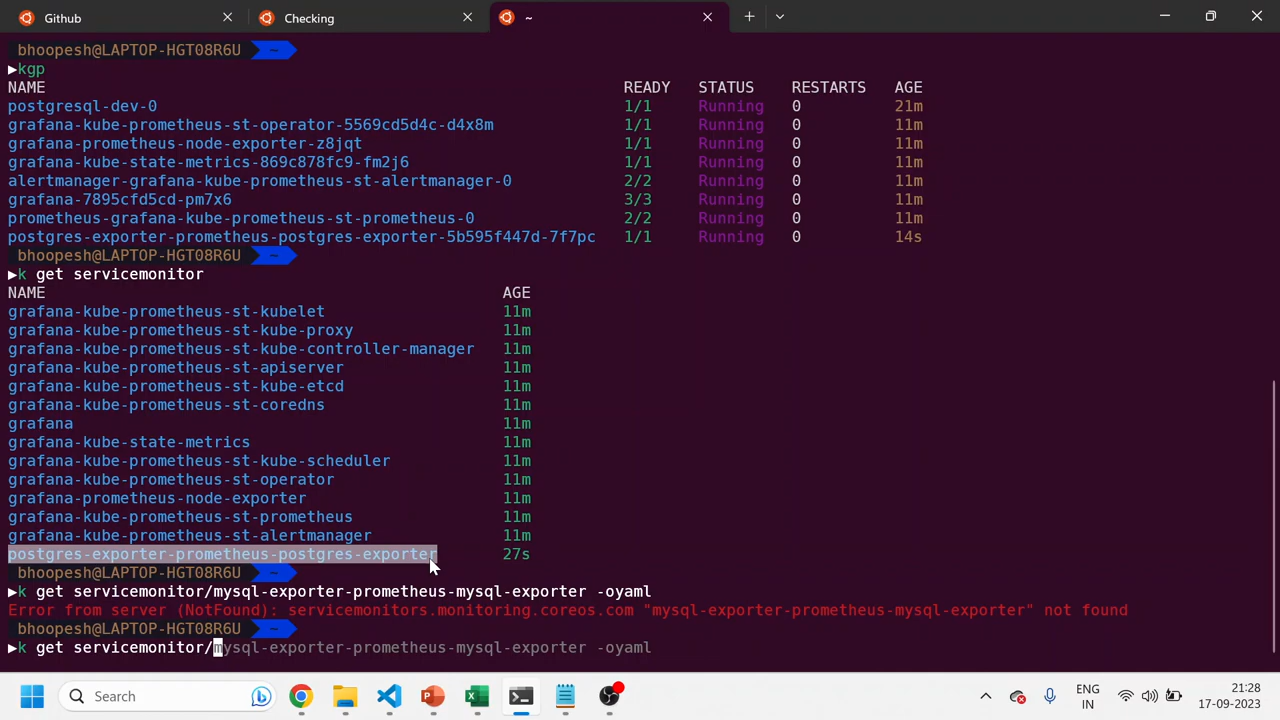 Github
Checking
~
bhoopesh@LAPTOP-HGT08R6U ~
▶kgp
NAME READY STATUS RESTARTS AGE
postgresql-dev-0 1/1 Running 0 21m
grafana-kube-prometheus-st-operator-5569cd5d4c-d4x8m 1/1 Running 0 11m
grafana-prometheus-node-exporter-z8jqt 1/1 Running 0 11m
grafana-kube-state-metrics-869c878fc9-fm2j6 1/1 Running 0 11m
alertmanager-grafana-kube-prometheus-st-alertmanager-0 2/2 Running 0 11m
grafana-7895cfd5cd-pm7x6 3/3 Running 0 11m
prometheus-grafana-kube-prometheus-st-prometheus-0 2/2 Running 0 11m
postgres-exporter-prometheus-postgres-exporter-5b595f447d-7f7pc 1/1 Running 0 14s
bhoopesh@LAPTOP-HGT08R6U ~
▶k get servicemonitor
NAME AGE
grafana-kube-prometheus-st-kubelet 11m
grafana-kube-prometheus-st-kube-proxy 11m
grafana-kube-prometheus-st-kube-controller-manager 11m
grafana-kube-prometheus-st-apiserver 11m
grafana-kube-prometheus-st-kube-etcd 11m
grafana-kube-prometheus-st-coredns 11m
grafana 11m
grafana-kube-state-metrics 11m
grafana-kube-prometheus-st-kube-scheduler 11m
grafana-kube-prometheus-st-operator 11m
grafana-prometheus-node-exporter 11m
grafana-kube-prometheus-st-prometheus 11m
grafana-kube-prometheus-st-alertmanager 11m
postgres-exporter-prometheus-postgres-exporter 27s
bhoopesh@LAPTOP-HGT08R6U ~
▶k get servicemonitor/mysql-exporter-prometheus-mysql-exporter -oyaml
Error from server (NotFound): servicemonitors.monitoring.coreos.com "mysql-exporter-prometheus-mysql-exporter" not found
bhoopesh@LAPTOP-HGT08R6U ~
▶k get servicemonitor/mysql-exporter-prometheus-mysql-exporter -oyaml
Search
ENG
IN
21:28
17-09-2023